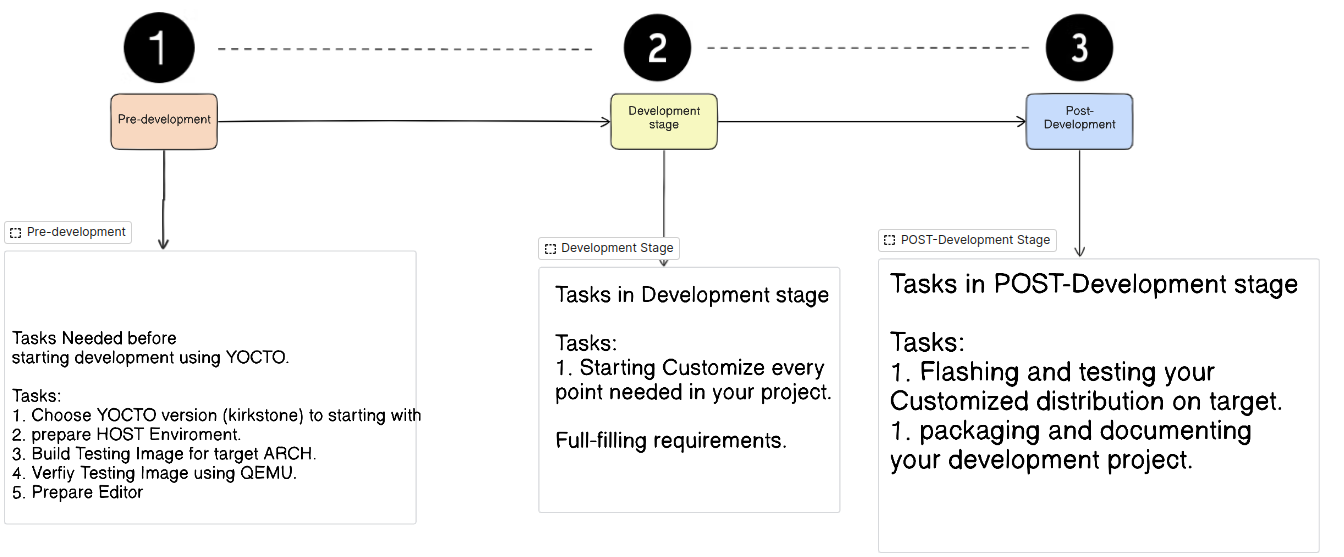 1
2
3
Pre-development
Development
stage
Post-
Development
Pre-development
Tasks Needed before
starting development using YOCTO.
Tasks:
1. Choose YOCTO version (kirkstone) to starting with
2. prepare HOST Enviroment.
3. Build Testing Image for target ARCH.
4. Verfiy Testing Image using QEMU.
5. Prepare Editor
Development Stage
Tasks in Development stage
Tasks:
1. Starting Customize every
point needed in your project.
Full-filling requirements.
POST-Development Stage
Tasks in POST-Development stage
Tasks:
1. Flashing and testing your
Customized distribution on target.
1. packaging and documenting
your development project.